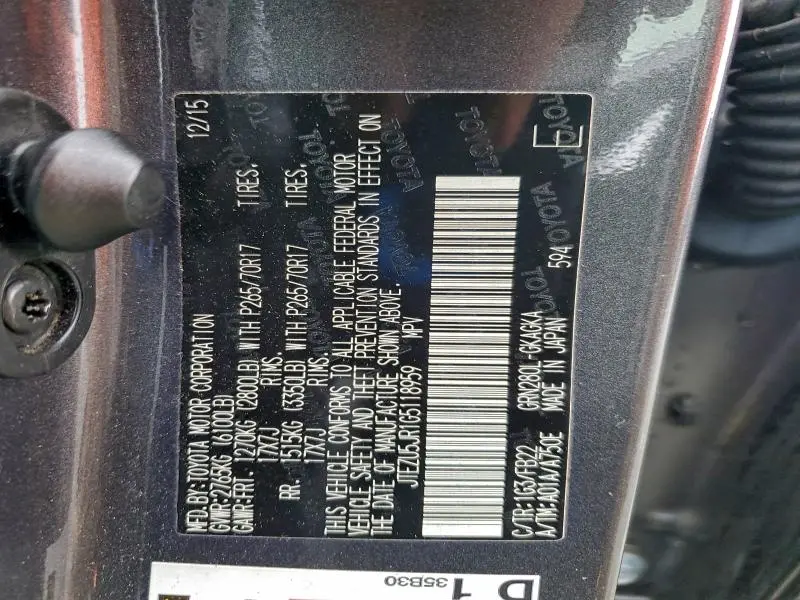 MFD.BY:TOYOTA MOTOR CORPORATION 12/15
GVWR:2765KG (6100LB)
GAWR:FRT. 1270KG (2800LB) WITH P265/70R17 TIRES.
17X7J RIMS.
RR. 1515KG (3350LB) WITH P265/70R17 TIRES.
17X7J RIMS.
THIS VEHICLE CONFORMS TO ALL APPLICABLE FEDERAL MOTOR
VEHICLE SAFETY AND THEFT PREVENTION STANDARDS IN EFFECT ON
THE DATE OF MANUFACTURE SHOWN ABOVE.
JTEZU5JR1G5118959 MPV
C/TR:1G3/FB22 GRN280L-GKAGKA
A/TM:A01A/A750E MADE IN JAPAN 594
TOYOTA
D 1
35B30